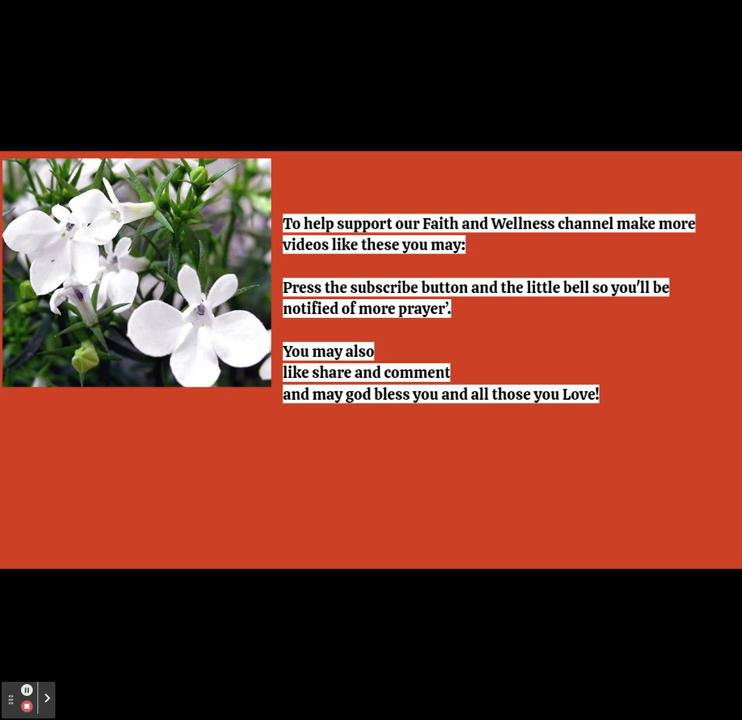 To help support our Faith and Wellness channel make more
videos like these you may:
Press the subscribe button and the little bell so you'll be
notified of more prayer’.
You may also
like share and comment
and may god bless you and all those you Love!